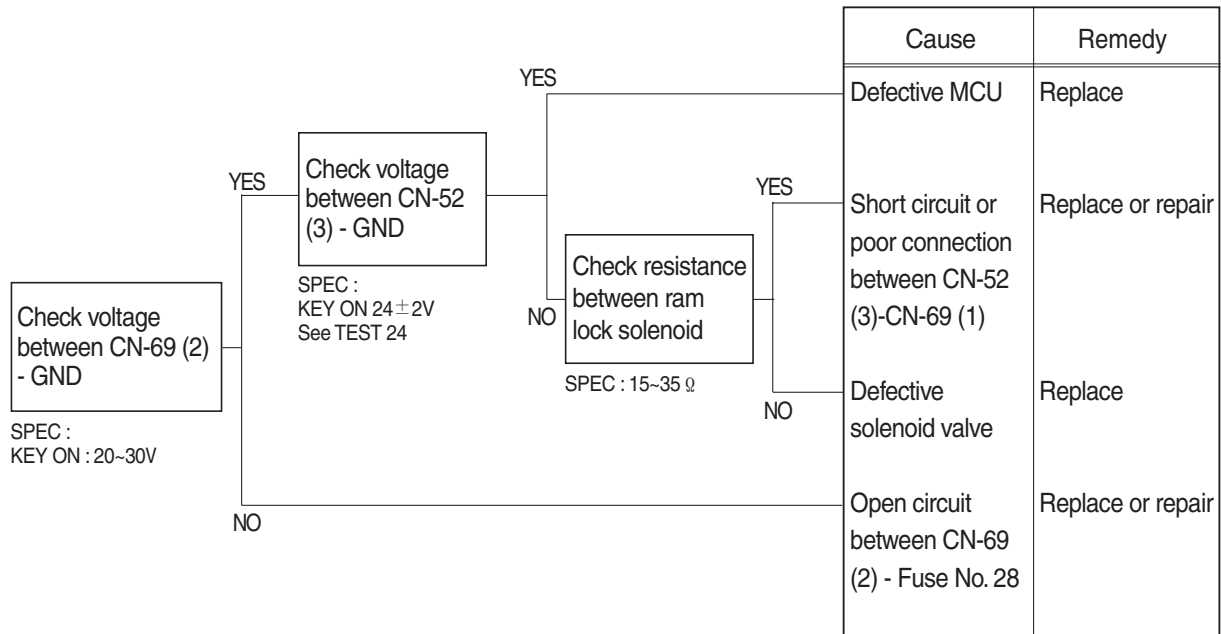 Cause Remedy
YES
Defective MCU Replace
Check voltage
between CN-52
(3) - GND
YES
YES
Short circuit or Replace or repair
poor connection
between CN-52
(3)-CN-69 (1)
Check resistance
between ram
lock solenoid
SPEC :
KEY ON 24±2V
See TEST 24
NO
Check voltage
between CN-69 (2)
- GND
SPEC : 15~35 Ω
NO
Defective Replace
solenoid valve
SPEC :
KEY ON : 20~30V
NO
Open circuit Replace or repair
between CN-69
(2) - Fuse No. 28